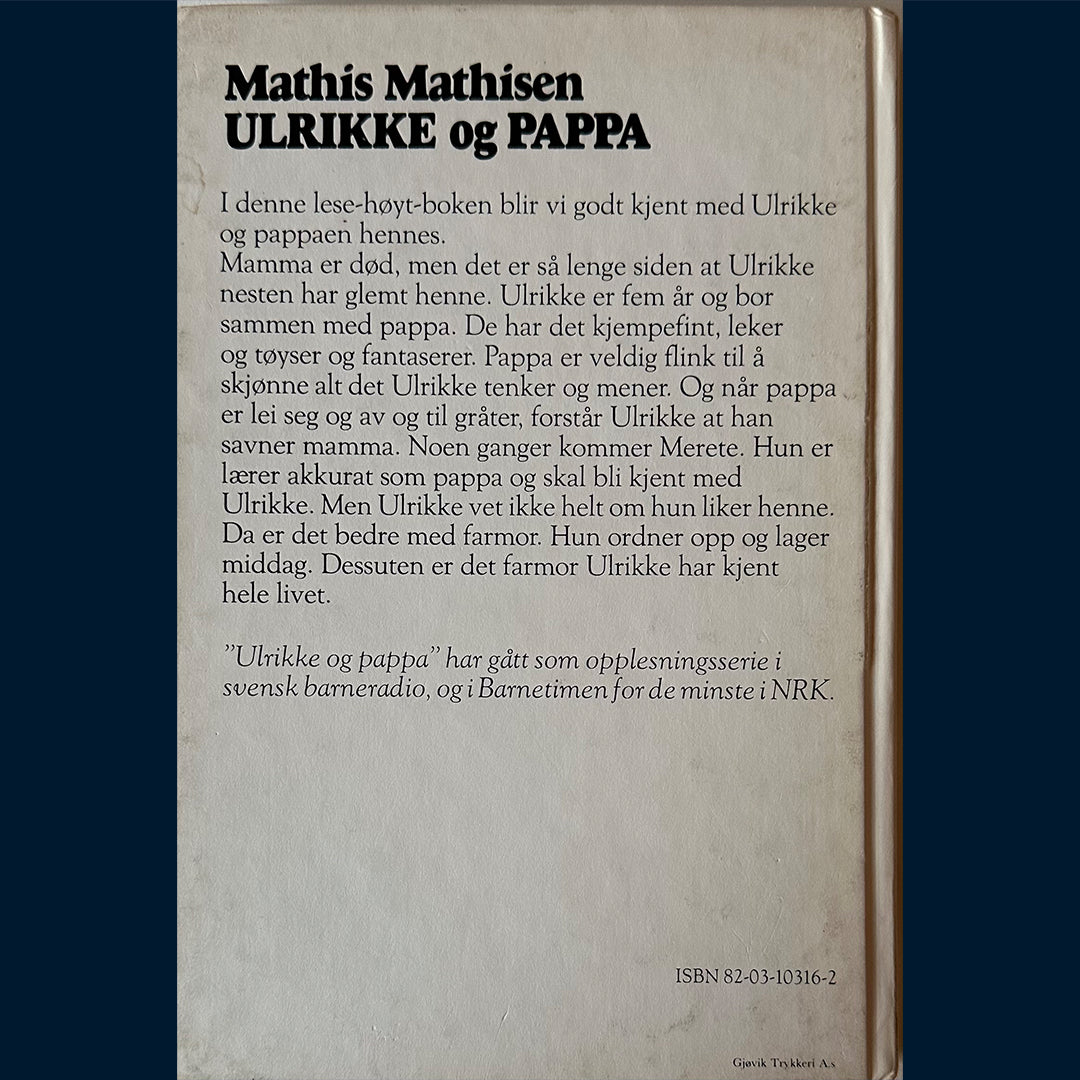 Mathis Mathisen
ULRIKKE og PAPPA
I denne lese-høyt-boken blir vi godt kjent med Ulrikke
og pappaen hennes.
Mamma er død, men det er så lenge siden at Ulrikke
nesten har glemt henne. Ulrikke er fem år og bor
sammen med pappa. De har det kjempefint, leker
og tøyser og fantaserer. Pappa er veldig flink til å
skjønne alt det Ulrikke tenker og mener. Og når pappa
er lei seg og av og til gråter, forstår Ulrikke at han
savner mamma. Noen ganger kommer Merete. Hun er
lærer akkurat som pappa og skal bli kjent med
Ulrikke. Men Ulrikke vet ikke helt om hun liker henne.
Da er det bedre med farmor. Hun ordner opp og lager
middag. Dessuten er det farmor Ulrikke har kjent
hele livet.
”Ulrikke og pappa” har gått som opplesningsserie i
svensk barneradio, og i Barnetimen for de minste i NRK.
ISBN 82-03-10316-2
Gjøvik Trykkeri A.s